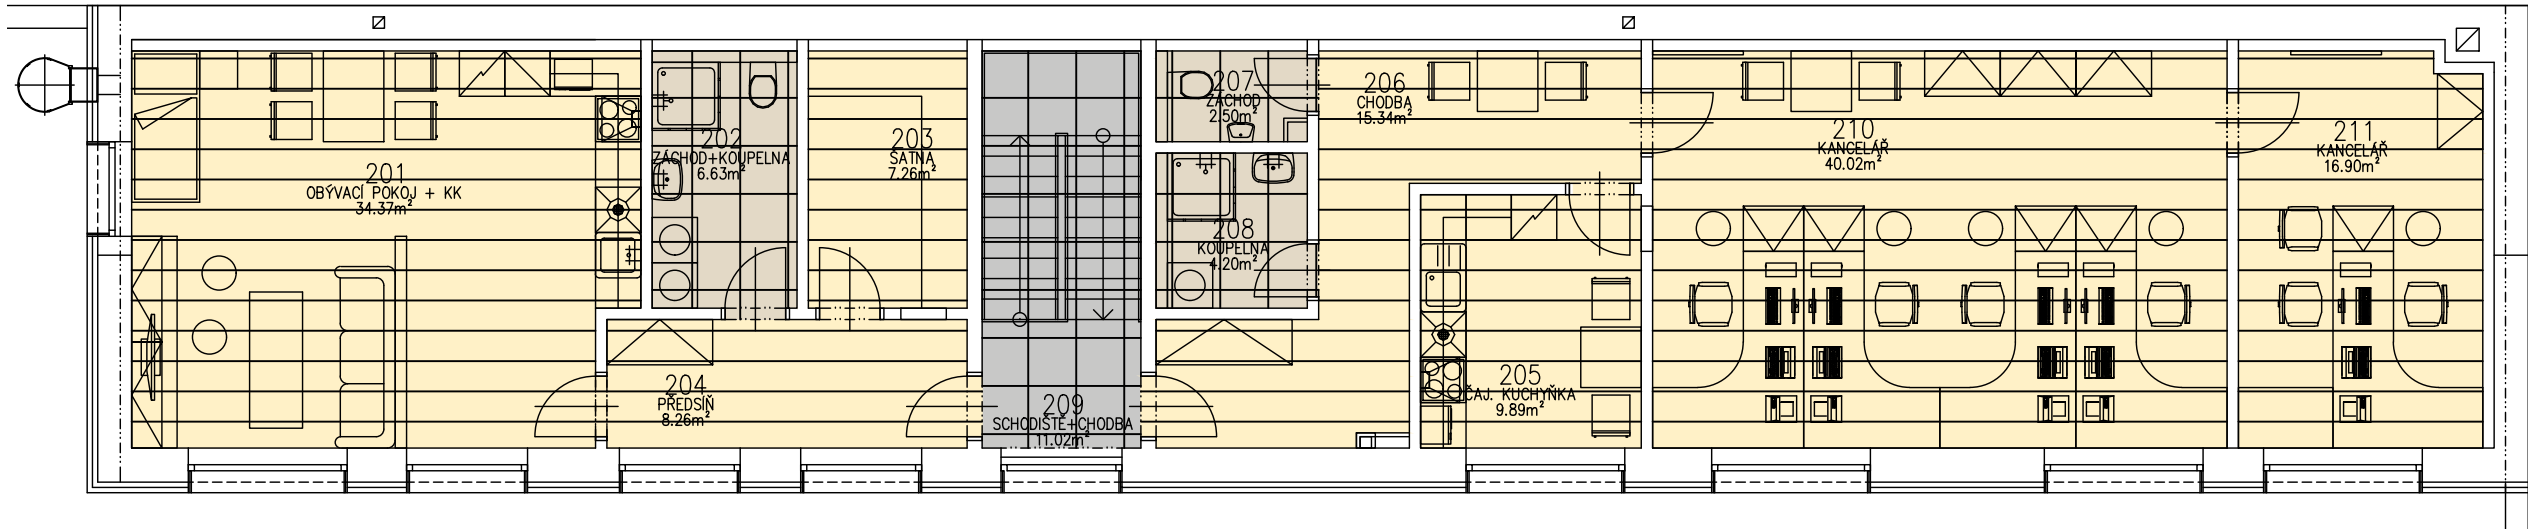 201
OBÝVACÍ POKOJ + KK
34.37m²
202
ZÁCHOD+KOUPELNA
6.63m²
203
ŠATNA
7.26m²
204
PŘEDSÍŇ
8.26m²
209
SCHODIŠTĚ+CHODBA
11.02m²
207
ZÁCHOD
2.50m²
208
KOUPELNA
4.20m²
206
CHODBA
15.34m²
205
ČAJ. KUCHYŇKA
9.89m²
210
KANCELÁŘ
40.02m²
211
KANCELÁŘ
16.90m²